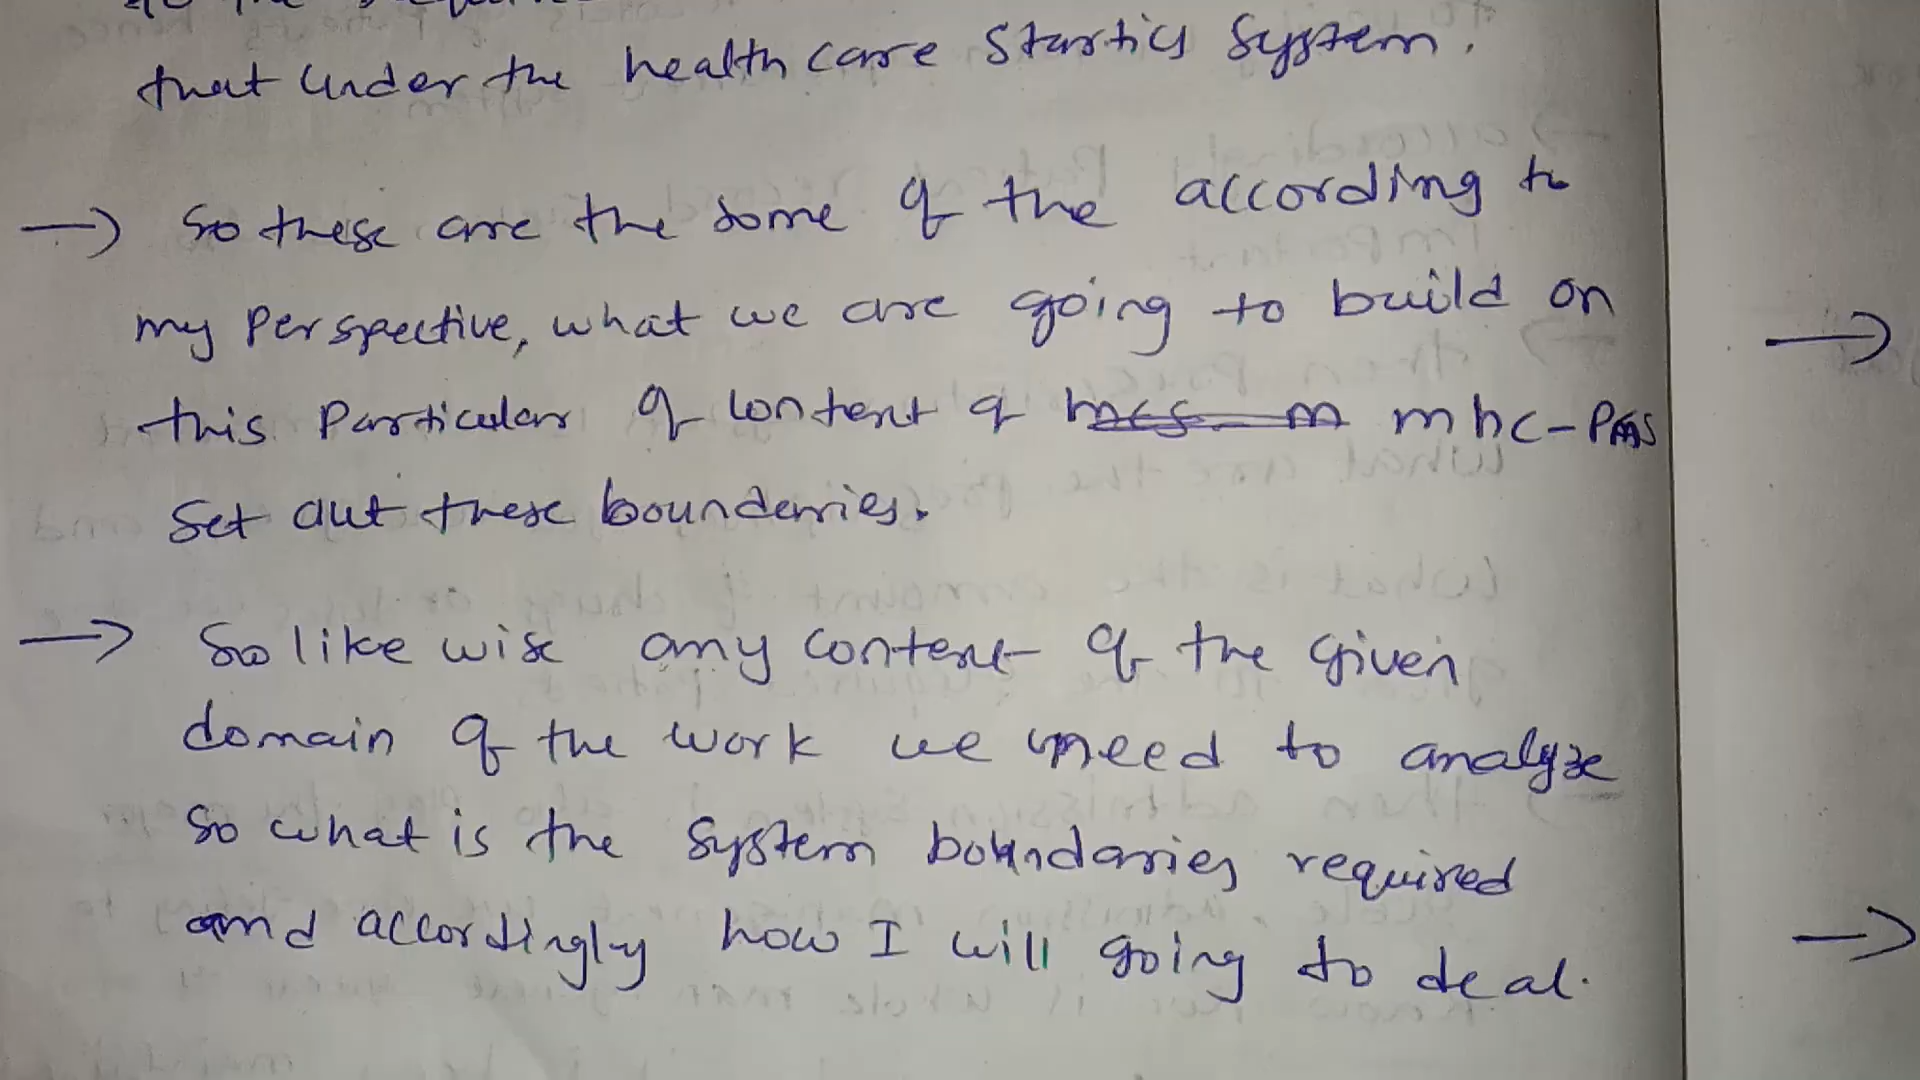 that under the health care Startics System.
→ So these are the some of the according to
my Perspective, what we are going to build on
this Particular of content of mhc-PAS
Set out these bounderries.
→ So like wise any content of the given
domain of the work we need to analyze
So what is the System boundaries required
and accordingly how I will going to deal.